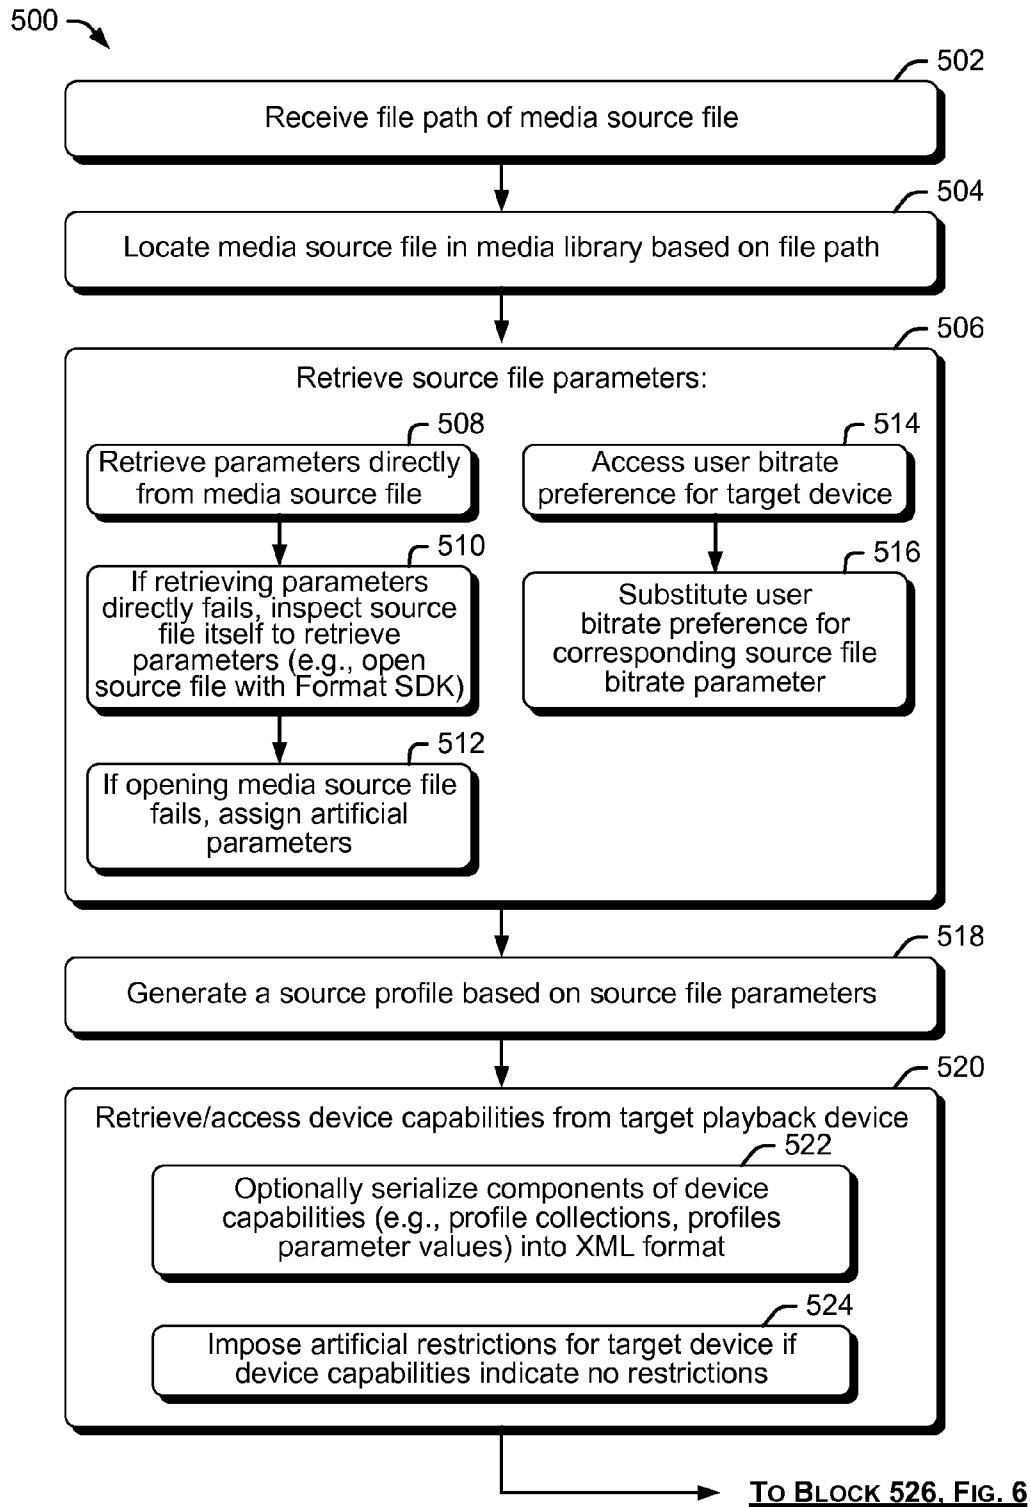 500
502
Receive file path of media source file
504
Locate media source file in media library based on file path
506
Retrieve source file parameters:
508
Retrieve parameters directly
from media source file
510
If retrieving parameters
directly fails, inspect source
file itself to retrieve
parameters (e.g., open
source file with Format SDK)
512
If opening media source file
fails, assign artificial
parameters
514
Access user bitrate
preference for target device
516
Substitute user
bitrate preference for
corresponding source file
bitrate parameter
518
Generate a source profile based on source file parameters
520
Retrieve/access device capabilities from target playback device
522
Optionally serialize components of device
capabilities (e.g., profile collections, profiles
parameter values) into XML format
524
Impose artificial restrictions for target device if
device capabilities indicate no restrictions
TO BLOCK 526, FIG. 6